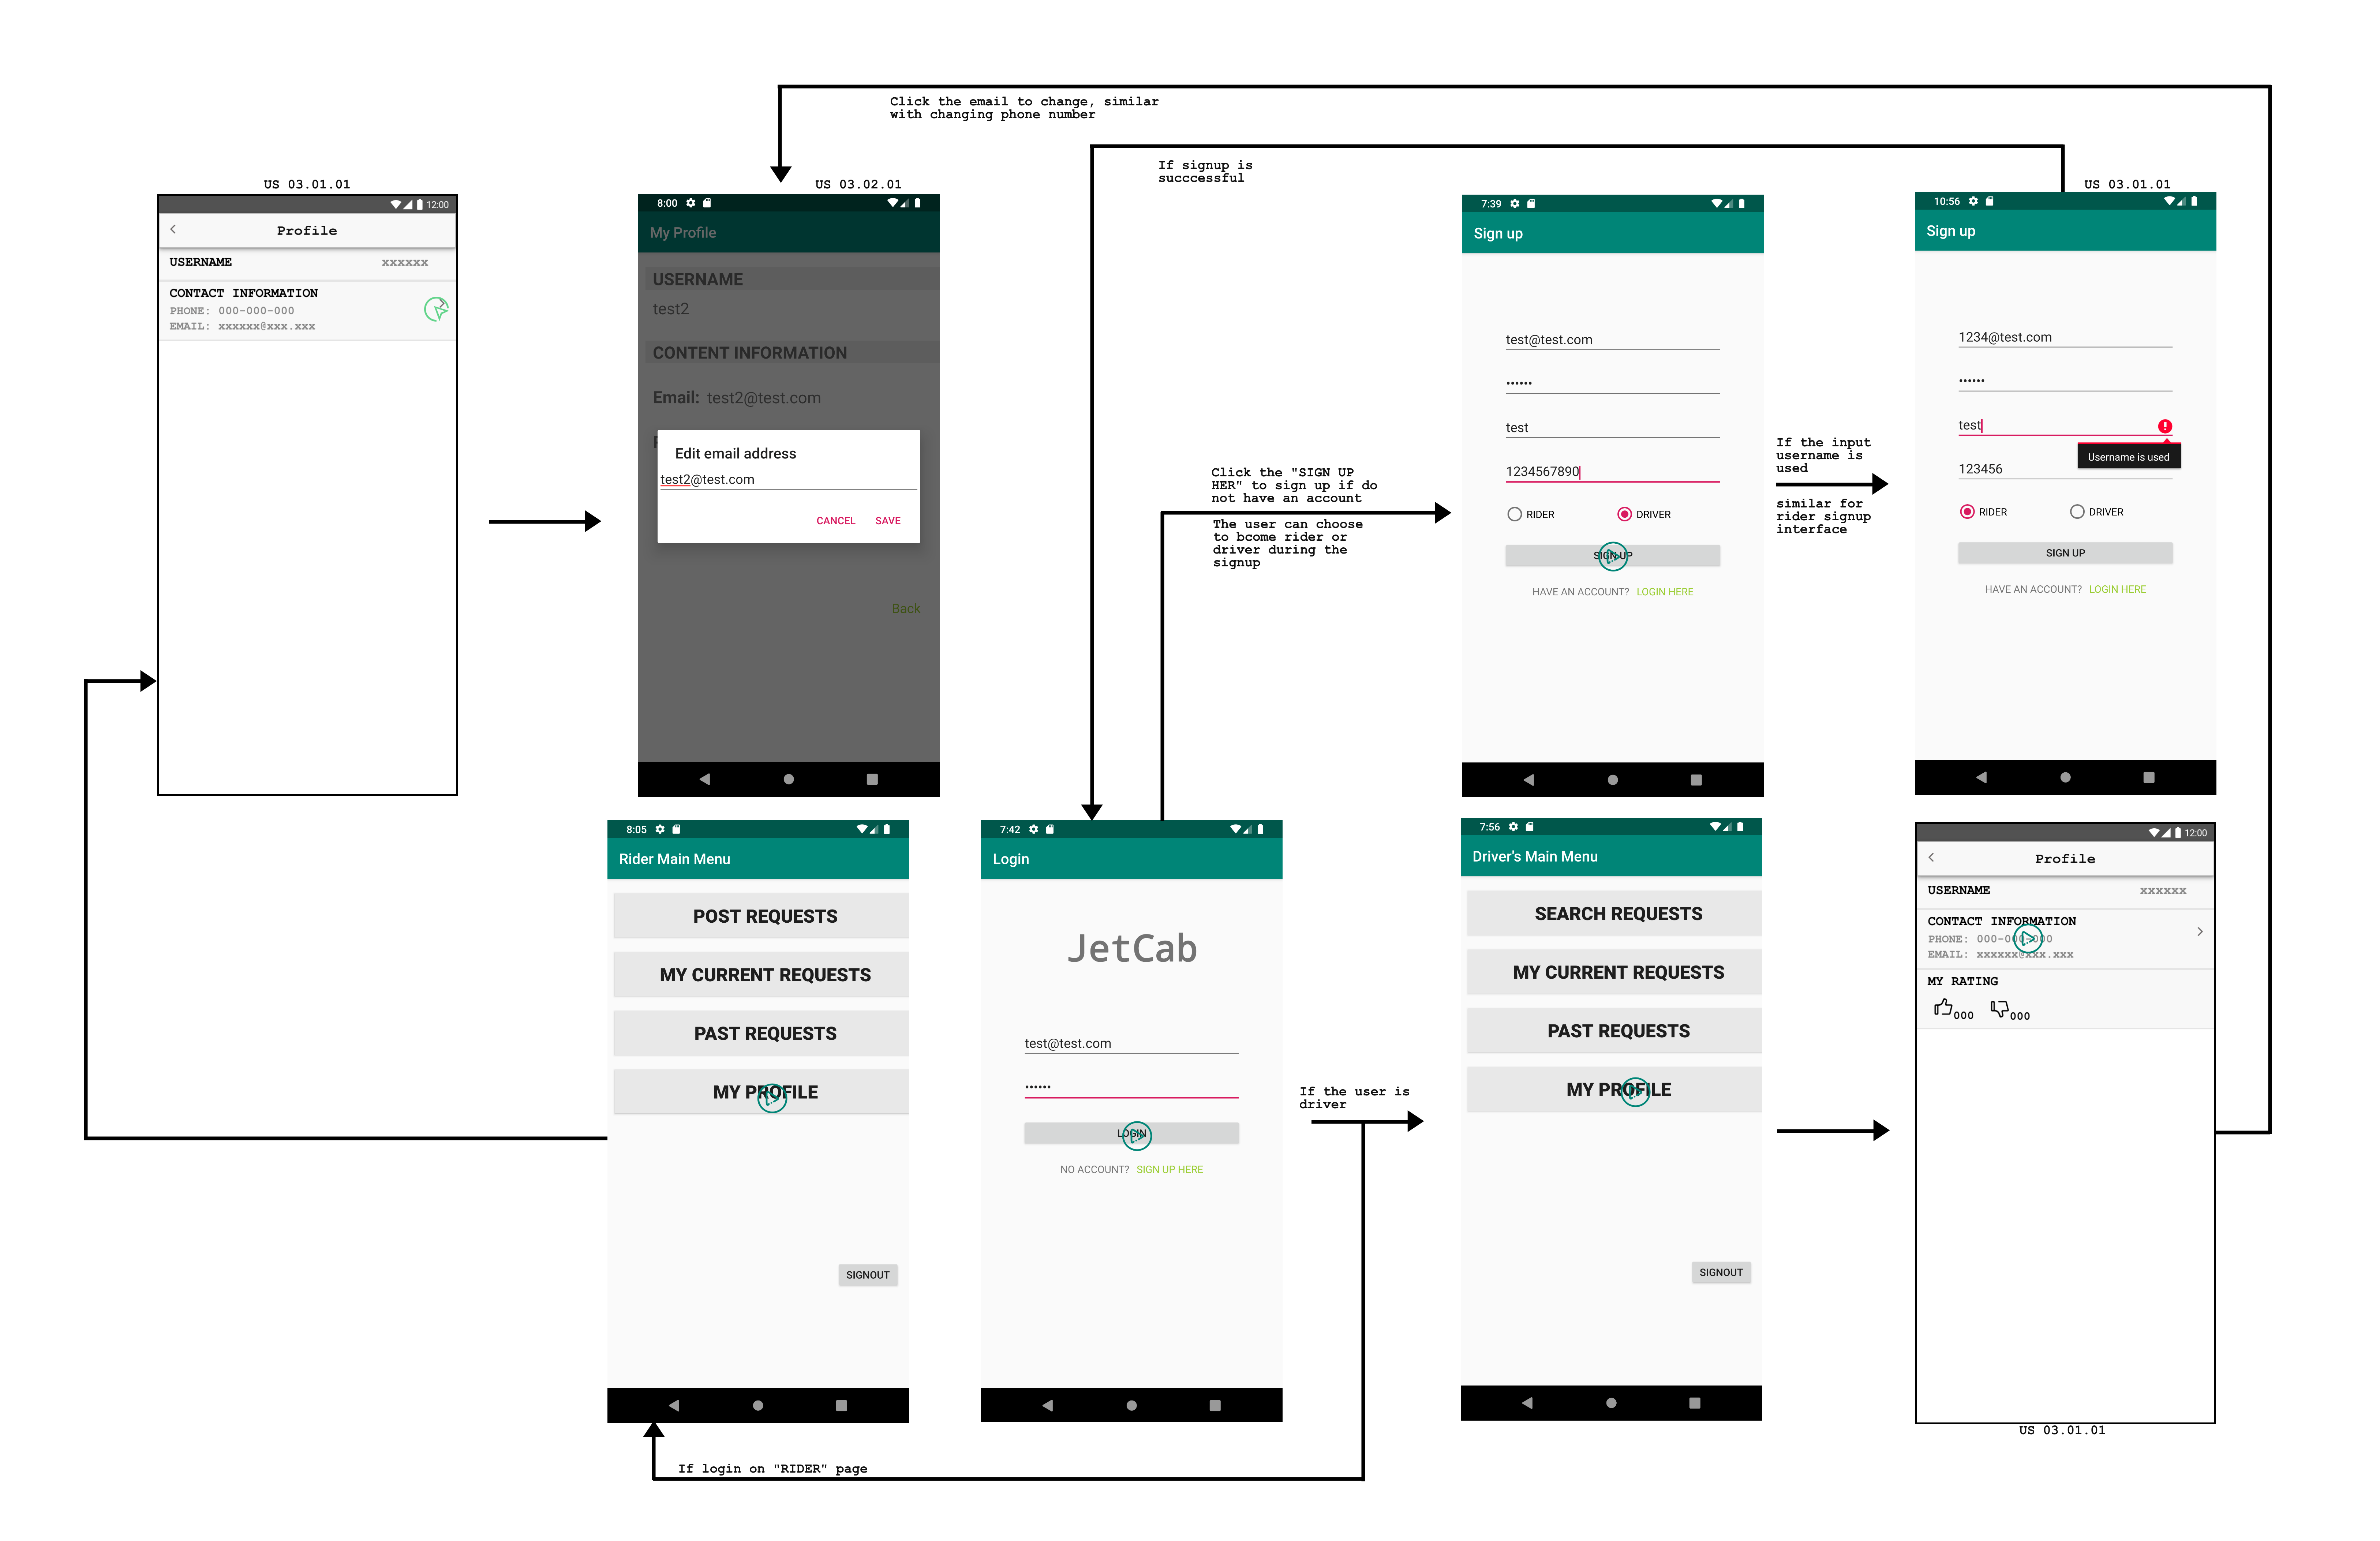 Click the email to change, similar
with changing phone number
If signup is
succcessful
US 03.01.01
12:00
Profile
USERNAME
xxxxxx
CONTACT INFORMATION
PHONE: 000-000-000
EMAIL: xxxxxx@xxx.xxx
US 03.02.01
8:00
My Profile
USERNAME
test2
CONTENT INFORMATION
Email: test2@test.com
Edit email address
test2@test.com
CANCEL
SAVE
Back
Click the "SIGN UP
HER" to sign up if do
not have an account
The user can choose
to bcome rider or
driver during the
signup
7:39
Sign up
test@test.com
••••••
test
1234567890
RIDER
DRIVER
SIGN UP
HAVE AN ACCOUNT? LOGIN HERE
If the input
username is
used
similar for
rider signup
interface
US 03.01.01
10:56
Sign up
1234@test.com
••••••
test
Username is used
123456
RIDER
DRIVER
SIGN UP
HAVE AN ACCOUNT? LOGIN HERE
8:05
Rider Main Menu
POST REQUESTS
MY CURRENT REQUESTS
PAST REQUESTS
MY PROFILE
SIGNOUT
7:42
Login
JetCab
test@test.com
••••••
LOGIN
NO ACCOUNT? SIGN UP HERE
If the user is
driver
7:56
Driver's Main Menu
SEARCH REQUESTS
MY CURRENT REQUESTS
PAST REQUESTS
MY PROFILE
SIGNOUT
12:00
Profile
USERNAME
xxxxxx
CONTACT INFORMATION
PHONE: 000-000-000
EMAIL: xxxxxx@xxx.xxx
MY RATING
000
000
US 03.01.01
If login on "RIDER" page